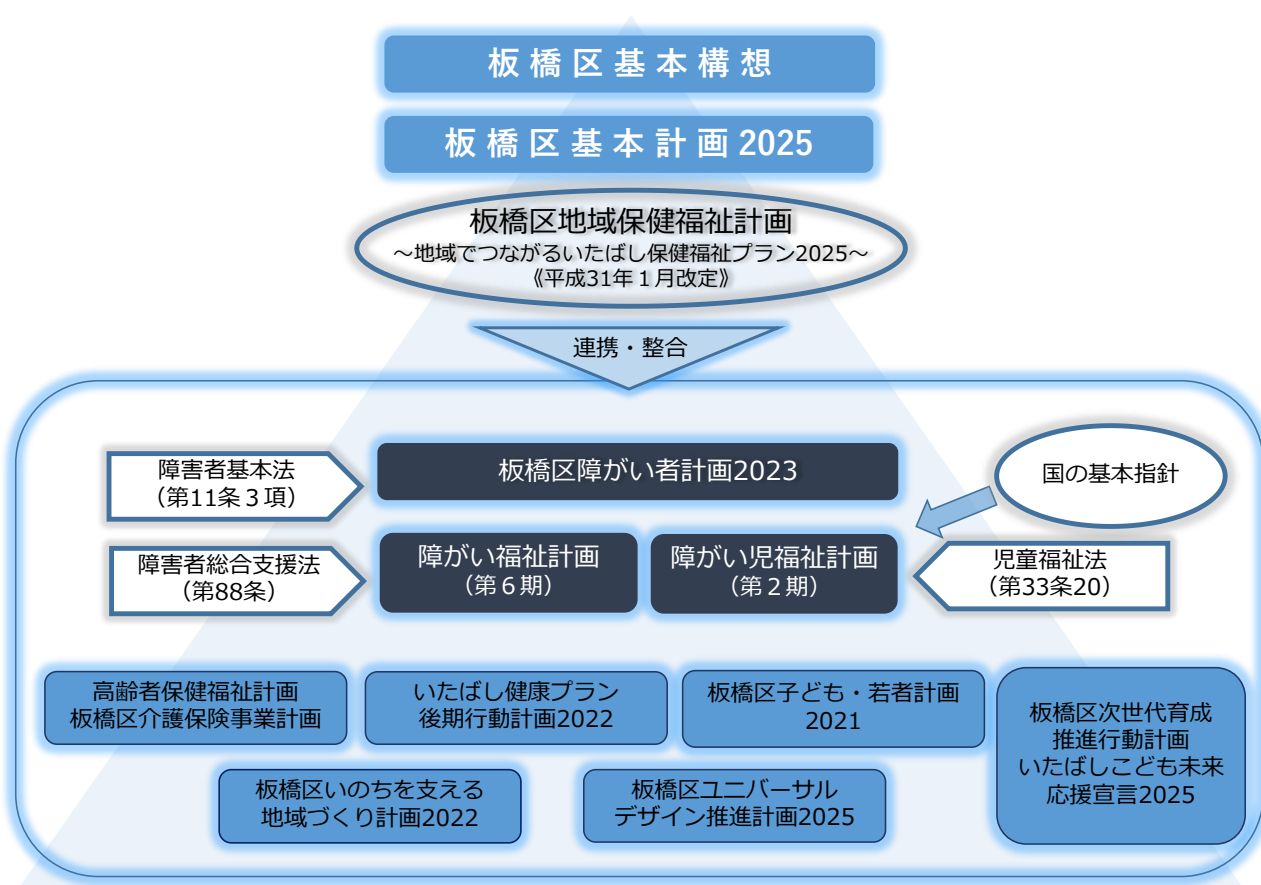 板橋区基本構想
板橋区基本計画2025
板橋区地域保健福祉計画
～地域でつながるいたばし保健福祉プラン2025～
《平成31年１月改定》
連携・整合
障害者基本法
（第11条３項）
板橋区障がい者計画2023
国の基本指針
障害者総合支援法
（第88条）
障がい福祉計画
（第６期）
障がい児福祉計画
（第２期）
児童福祉法
（第33条20）
高齢者保健福祉計画
板橋区介護保険事業計画
いたばし健康プラン
後期行動計画2022
板橋区子ども・若者計画
2021
板橋区次世代育成
推進行動計画
いたばしこども未来
応援宣言2025
板橋区いのちを支える
地域づくり計画2022
板橋区ユニバーサル
デザイン推進計画2025